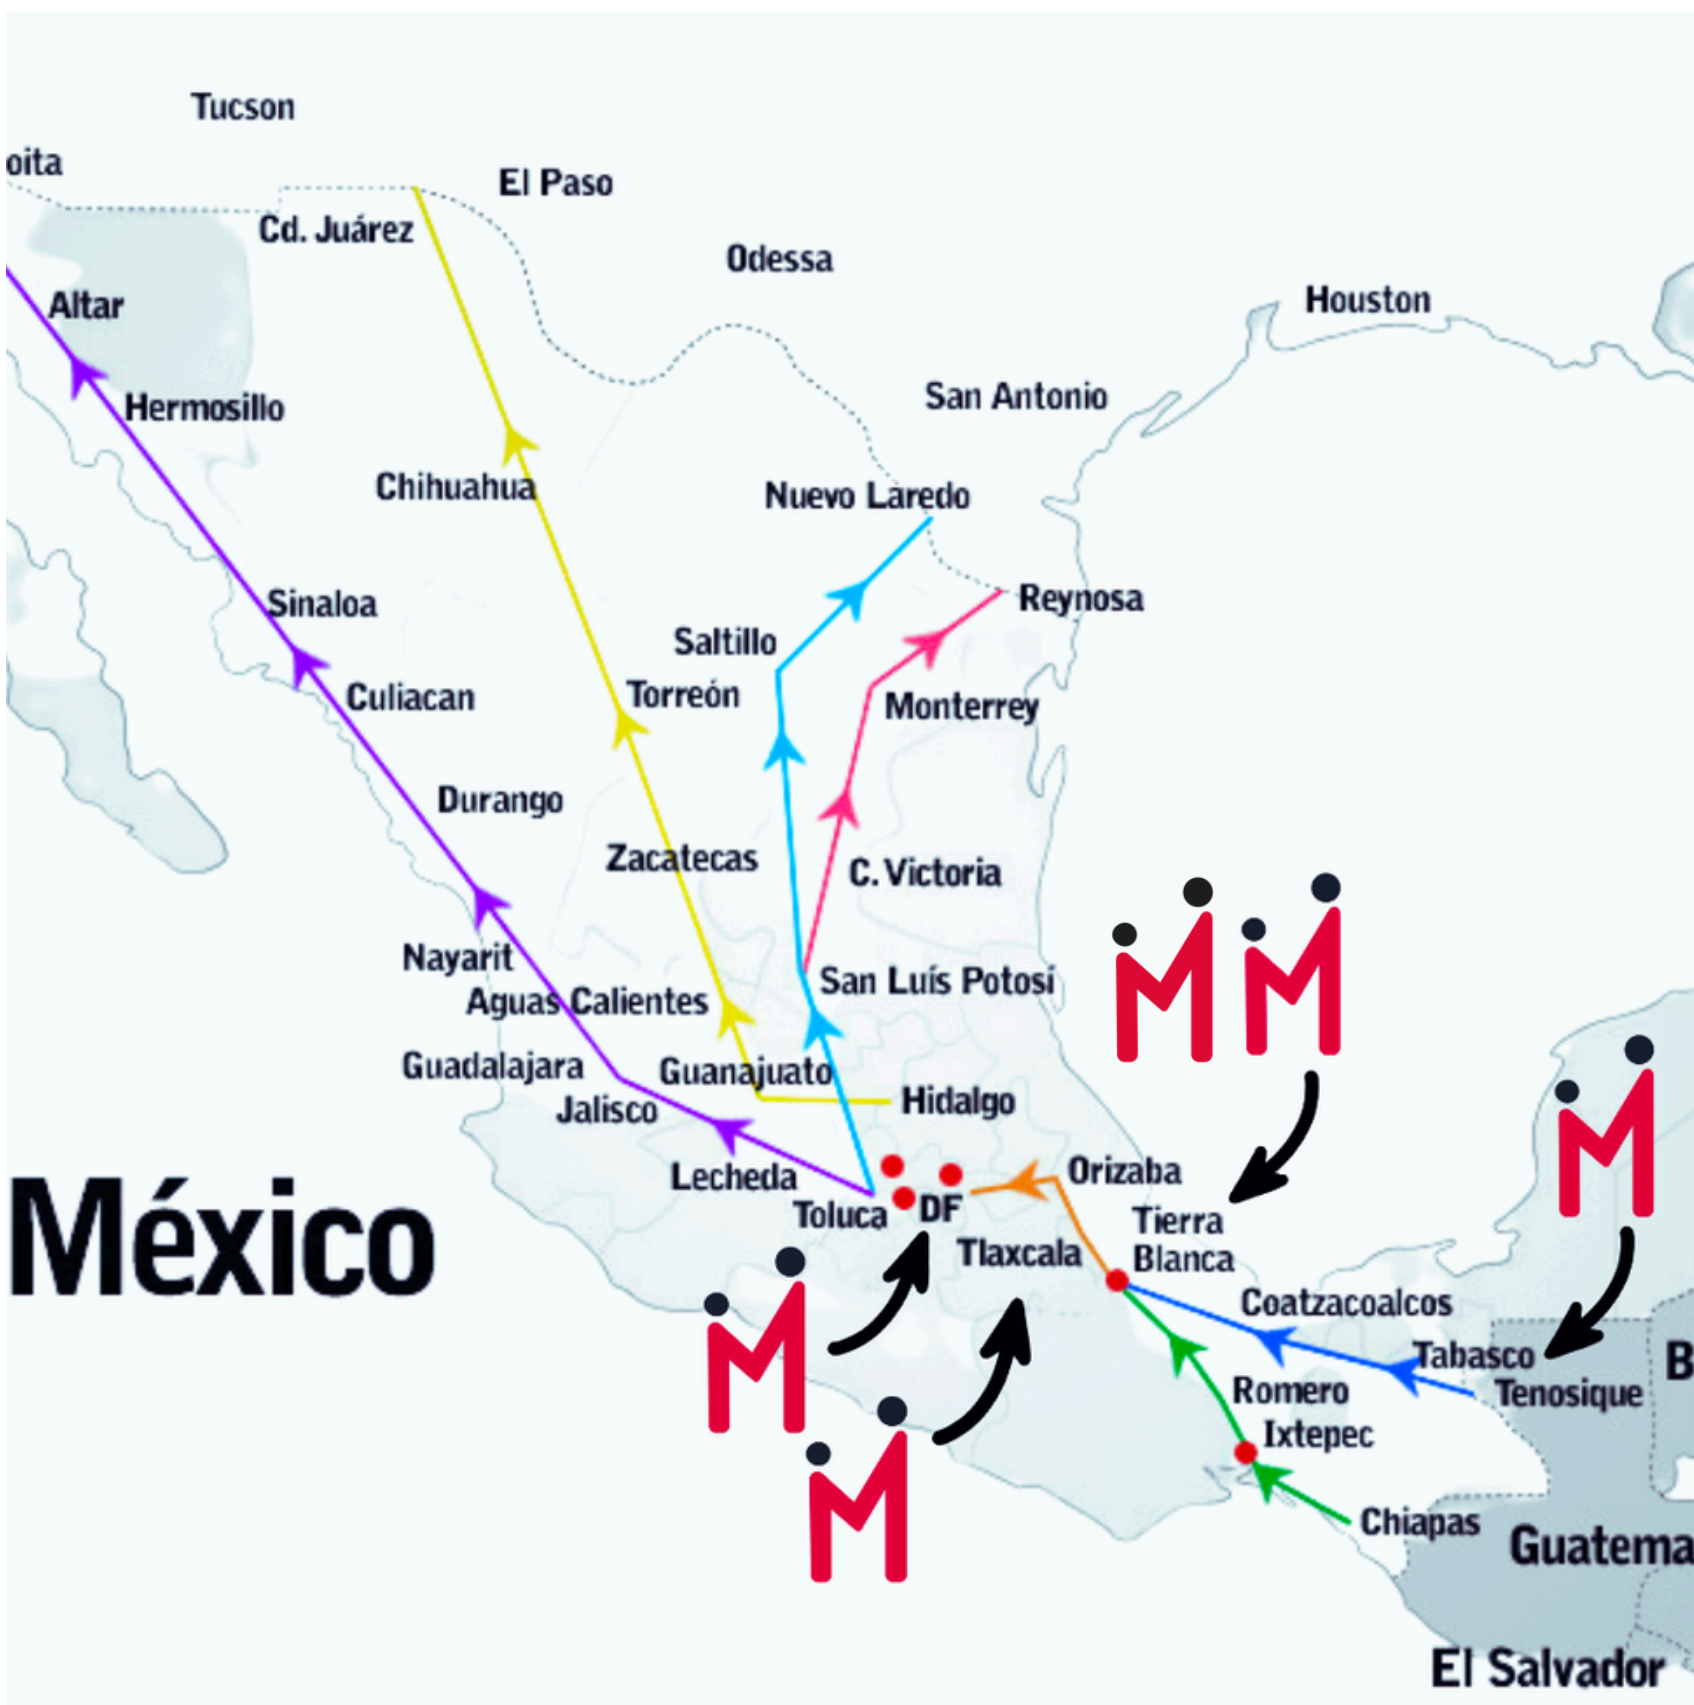 Tucson
oita
El Paso
Cd. Juárez
Odessa
Altar
Houston
Hermosillo
San Antonio
Chihuahua
Nuevo Laredo
Sinaloa
Reynosa
Saltillo
Culiacan
Torreón
Monterrey
Durango
Zacatecas
C. Victoria
Nayarit
San Luís Potosí
Aguas Calientes
Guadalajara
Guanajuato
Jalisco
Hidalgo
Lecheda
Orizaba
México
Toluca
DF
Tierra
Blanca
Tlaxcala
Coatzacoalcos
Tabasco
B
Romero
Tenosique
Ixtepec
Chiapas
Guatema
El Salvador
M
M
M
M
M